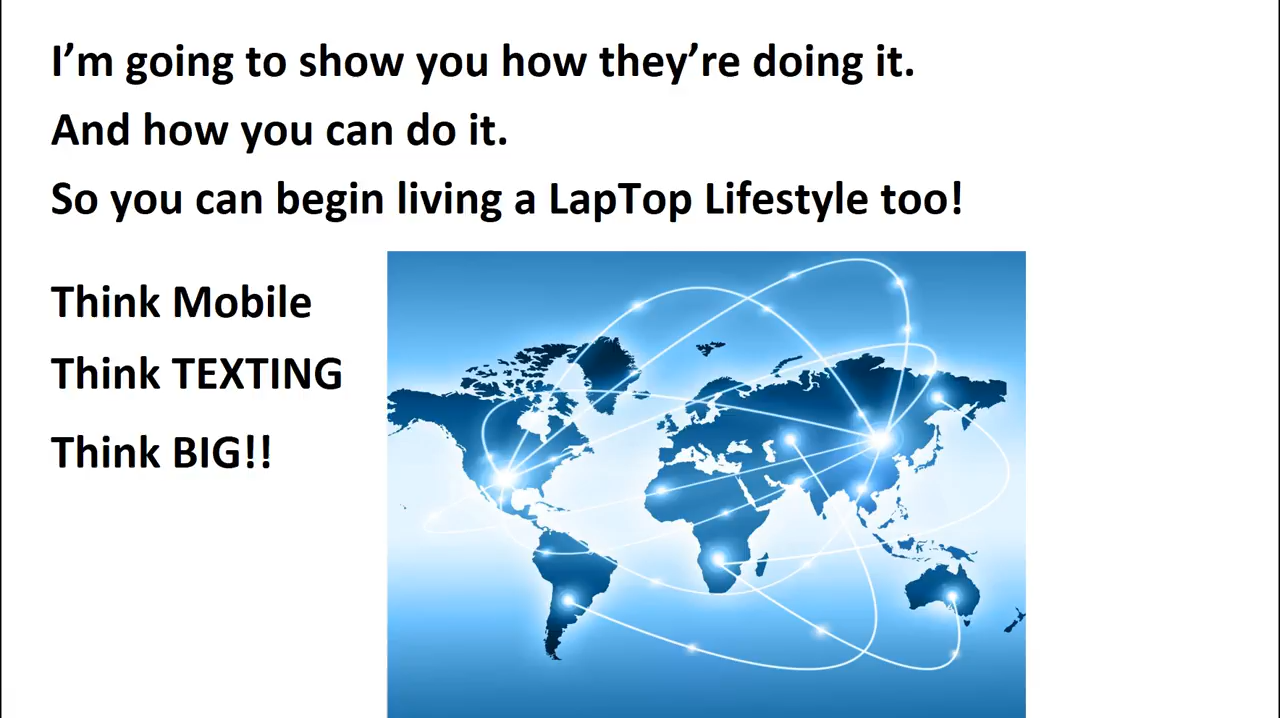 I’m going to show you how they’re doing it.
And how you can do it.
So you can begin living a LapTop Lifestyle too!
Think Mobile
Think TEXTING
Think BIG!!